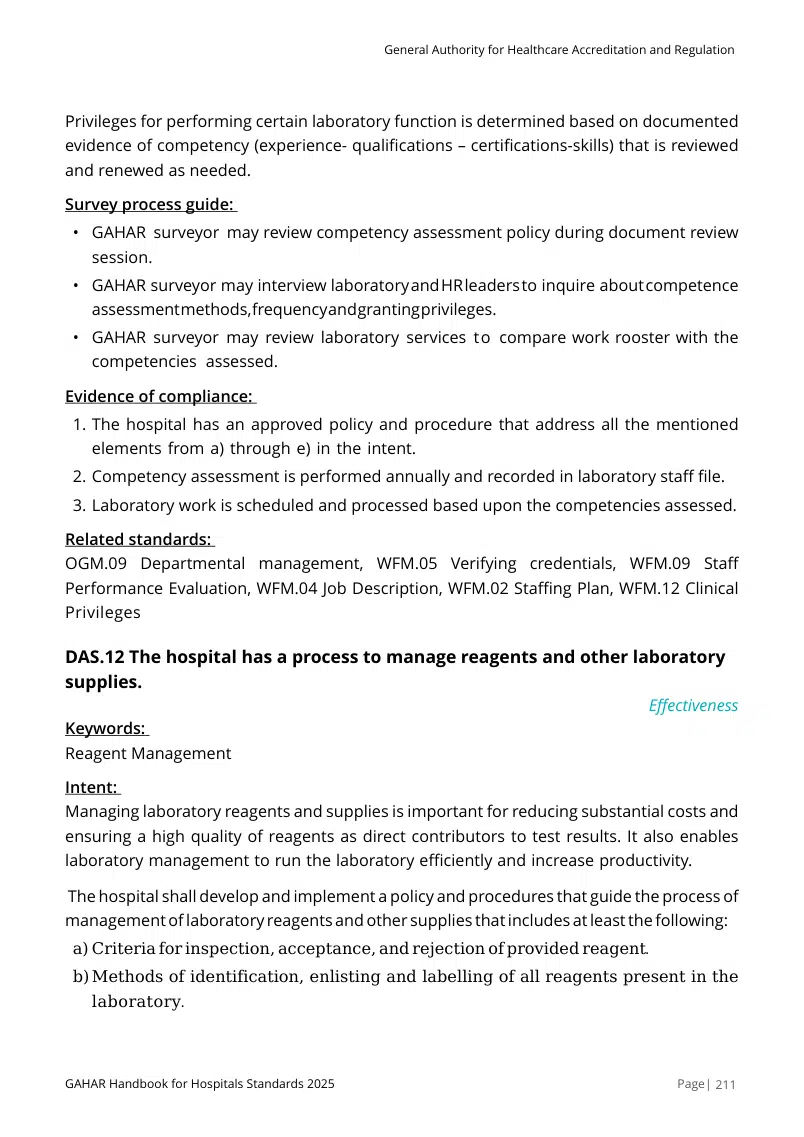 General Authority for Healthcare Accreditation and Regulation
Privileges for performing certain laboratory function is determined based on documented
evidence of competency (experience- qualifications – certifications-skills) that is reviewed
and renewed as needed.
Survey process guide:
• GAHAR surveyor may review competency assessment policy during document review
session.
• GAHAR surveyor may interview laboratory and HR leaders to inquire about competence
assessment methods, frequency and granting privileges.
• GAHAR surveyor may review laboratory services to compare work rooster with the
competencies assessed.
Evidence of compliance:
1. The hospital has an approved policy and procedure that address all the mentioned
elements from a) through e) in the intent.
2. Competency assessment is performed annually and recorded in laboratory staff file.
3. Laboratory work is scheduled and processed based upon the competencies assessed.
Related standards:
OGM.09 Departmental management, WFM.05 Verifying credentials, WFM.09 Staff
Performance Evaluation, WFM.04 Job Description, WFM.02 Staffing Plan, WFM.12 Clinical
Privileges
DAS.12 The hospital has a process to manage reagents and other laboratory
supplies.
Effectiveness
Keywords:
Reagent Management
Intent:
Managing laboratory reagents and supplies is important for reducing substantial costs and
ensuring a high quality of reagents as direct contributors to test results. It also enables
laboratory management to run the laboratory efficiently and increase productivity.
The hospital shall develop and implement a policy and procedures that guide the process of
management of laboratory reagents and other supplies that includes at least the following:
a) Criteria for inspection, acceptance, and rejection of provided reagent.
b) Methods of identification, enlisting and labelling of all reagents present in the
laboratory.
GAHAR Handbook for Hospitals Standards 2025
Page| 211